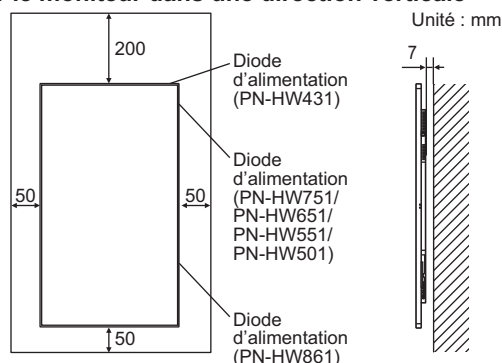 le moniteur dans une direction verticale
Unité : mm
200
7
Diode
d'alimentation
(PN-HW431)
Diode
d'alimentation
(PN-HW751/
PN-HW651/
PN-HW551/
PN-HW501)
50
50
50
Diode
d'alimentation
(PN-HW861)